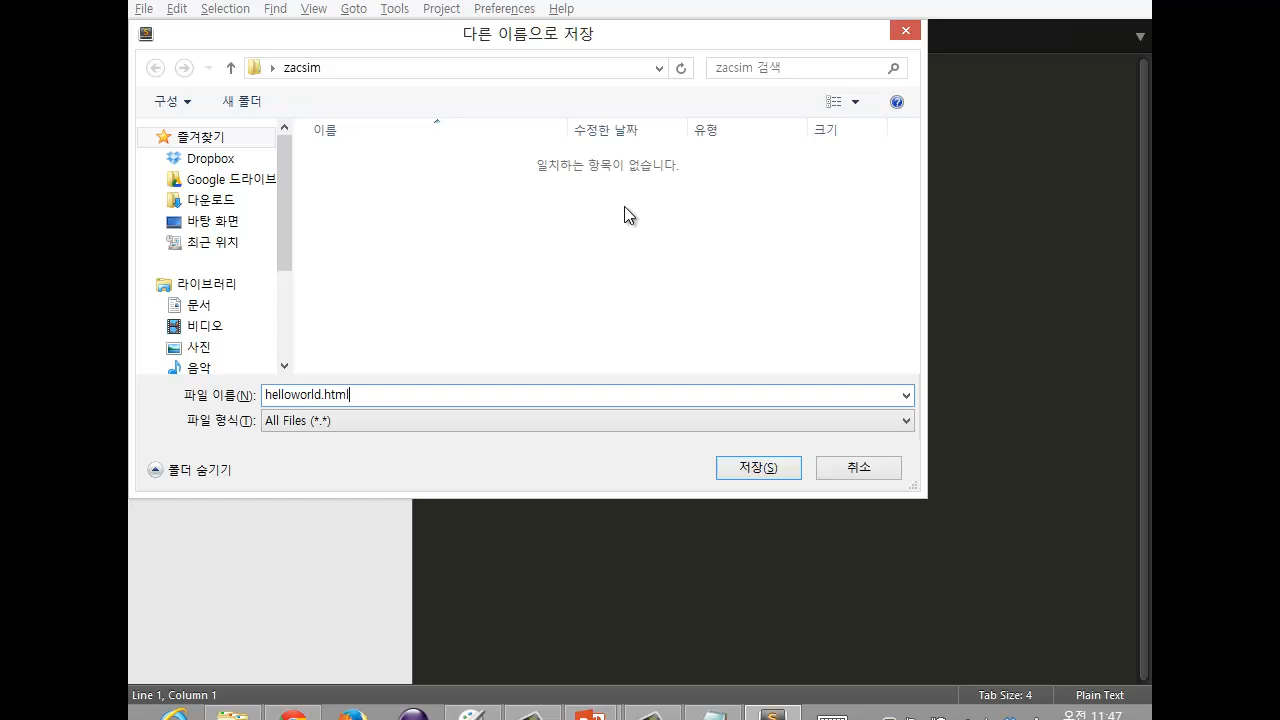 File Edit Selection Find View Goto Tools Project Preferences Help
다른 이름으로 저장
zacsim
zacsim 검색
구성 새 폴더
이름 수정한 날짜 유형 크기
일치하는 항목이 없습니다.
즐겨찾기
Dropbox
Google 드라이브
다운로드
바탕 화면
최근 위치
라이브러리
문서
비디오
사진
음악
파일 이름(N): helloworld.html
파일 형식(T): All Files (*.*)
폴더 숨기기 저장(S) 취소
Line 1, Column 1 Tab Size: 4 Plain Text
오전 11:47